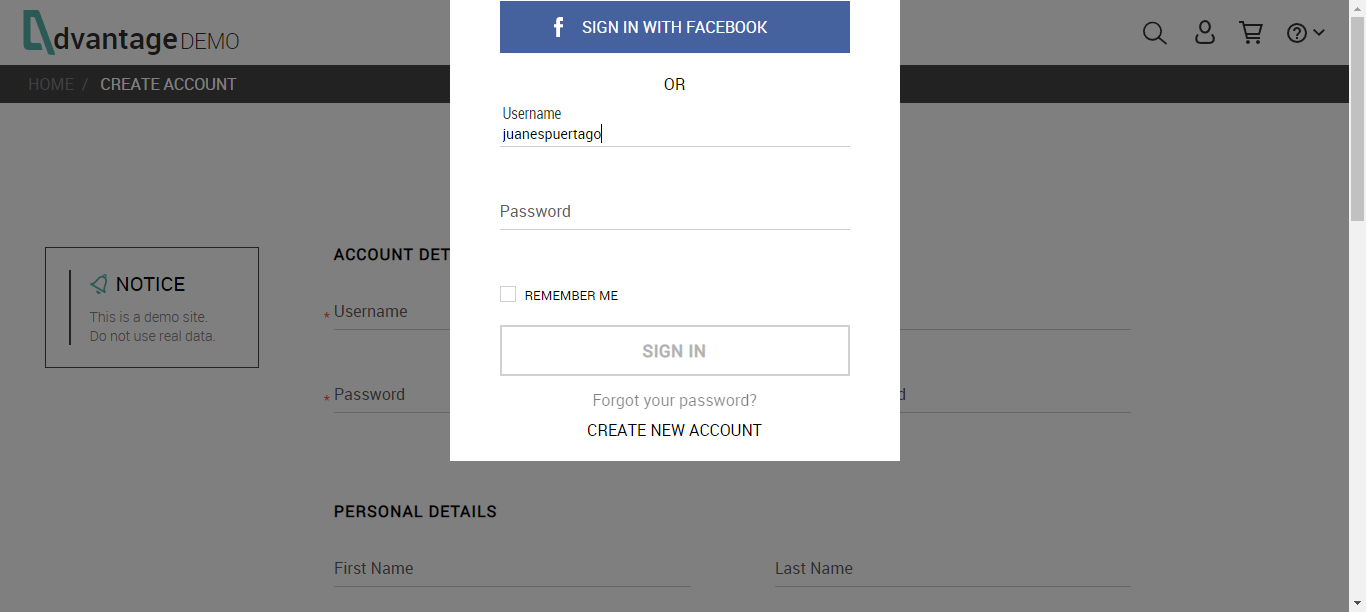 dvantage DEMO
HOME / CREATE ACCOUNT
SIGN IN WITH FACEBOOK
OR
Username
juanespuertago
Password
REMEMBER ME
SIGN IN
Forgot your password?
CREATE NEW ACCOUNT
NOTICE
This is a demo site.
Do not use real data.
ACCOUNT DET
* Username
* Password
d
PERSONAL DETAILS
First Name
Last Name